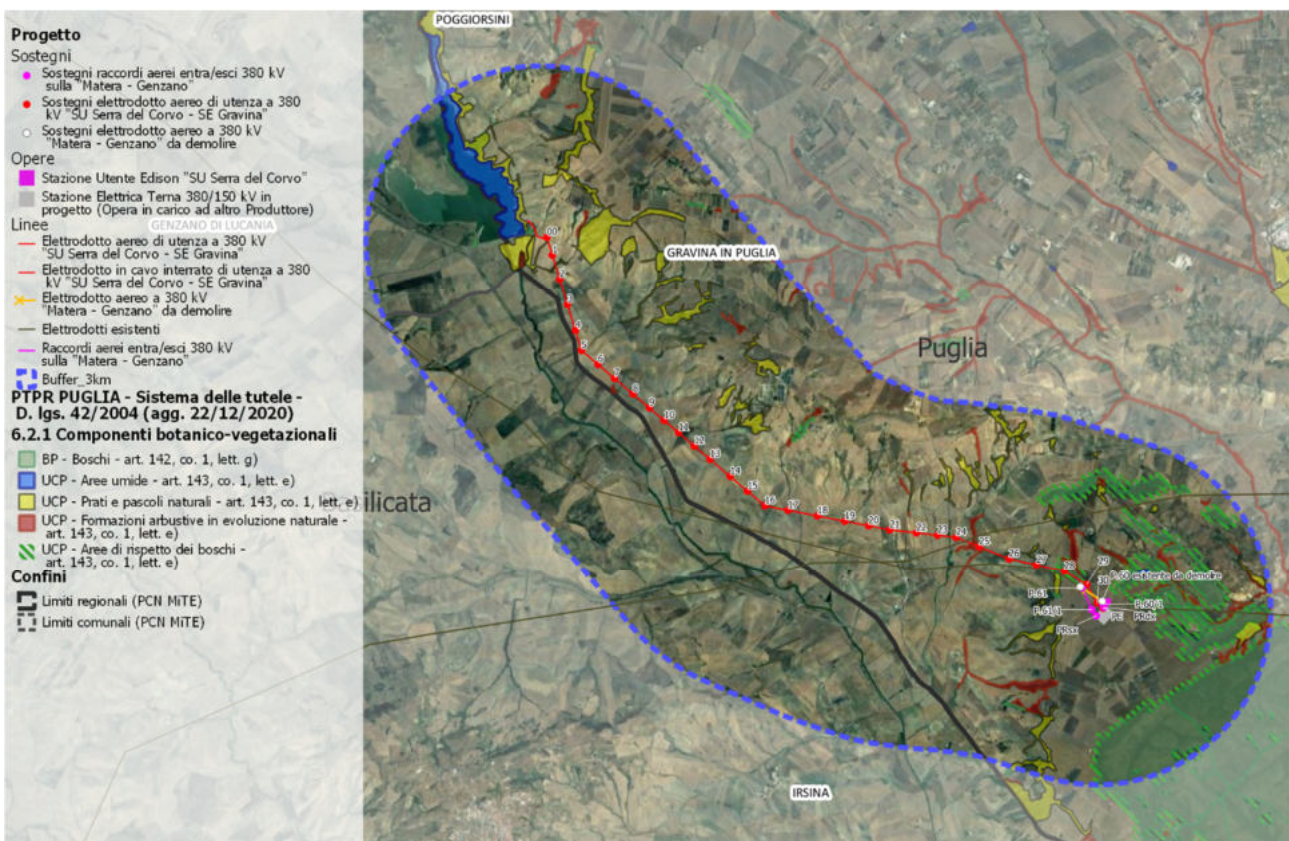 Progetto
Sostegni
Sostegni raccordi aerei entra/esci 380 kV
sulla "Matera - Genzano"
Sostegni elettrodotto aereo di utenza a 380
kV "SU Serra del Corvo - SE Gravina"
Sostegni elettrodotto aereo a 380 kV
"Matera - Genzano" da demolire
Opere
Stazione Utente Edison "SU Serra del Corvo"
Stazione Elettrica Terna 380/150 kV in
progetto (Opera in carico ad altro Produttore)
Linee
Elettrodotto aereo di utenza a 380 kV
"SU Serra del Corvo - SE Gravina"
Elettrodotto in cavo interrato di utenza a 380
kV "SU Serra del Corvo - SE Gravina"
Elettrodotto aereo a 380 kV
"Matera - Genzano" da demolire
Elettrodotti esistenti
Raccordi aerei entra/esci 380 kV
sulla "Matera - Genzano"
Buffer_3km
PTPR PUGLIA - Sistema delle tutele -
D. lgs. 42/2004 (agg. 22/12/2020)
6.2.1 Componenti botanico-vegetazionali
BP - Boschi - art. 142, co. 1, lett. g)
UCP - Aree umide - art. 143, co. 1, lett. e)
UCP - Prati e pascoli naturali - art. 143, co. 1, lett. e)
UCP - Formazioni arbustive in evoluzione naturale -
art. 143, co. 1, lett. e)
UCP - Aree di rispetto dei boschi -
art. 143, co. 1, lett. e)
Confini
Limiti regionali (PCN MiTE)
Limiti comunali (PCN MiTE)
POGGIORSINI
GENZANO DI LUCANIA
GRAVINA IN PUGLIA
Puglia
ilicata
IRSINA
00
1
2
3
4
5
6
7
8
9
10
11
12
13
14
15
16
17
18
19
20
21
22
23
24
25
26
27
28
29
30
P.60 esistente da demolire
P.61
P.61/1
P.60/1
PRsx
PE
PRdx